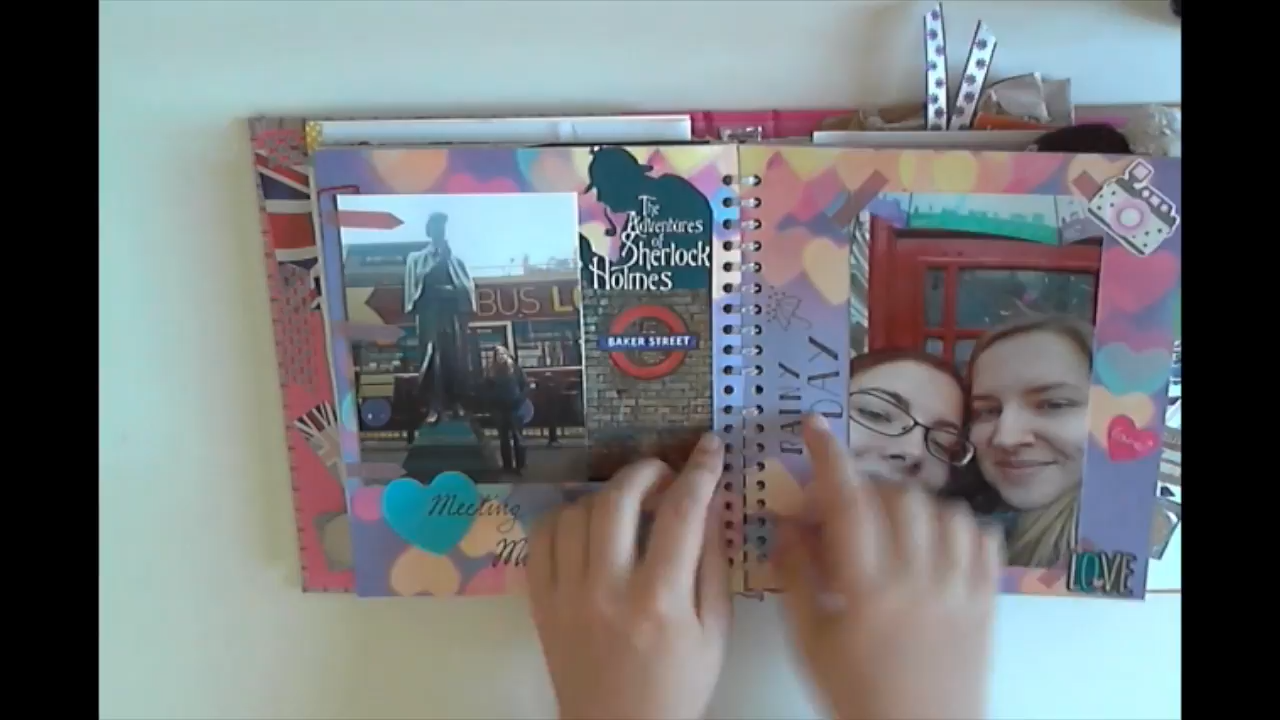 The
Adventures
of
Sherlock
Holmes
BUS
BAKER STREET
Meeting
RAINY
DAY
LOVE